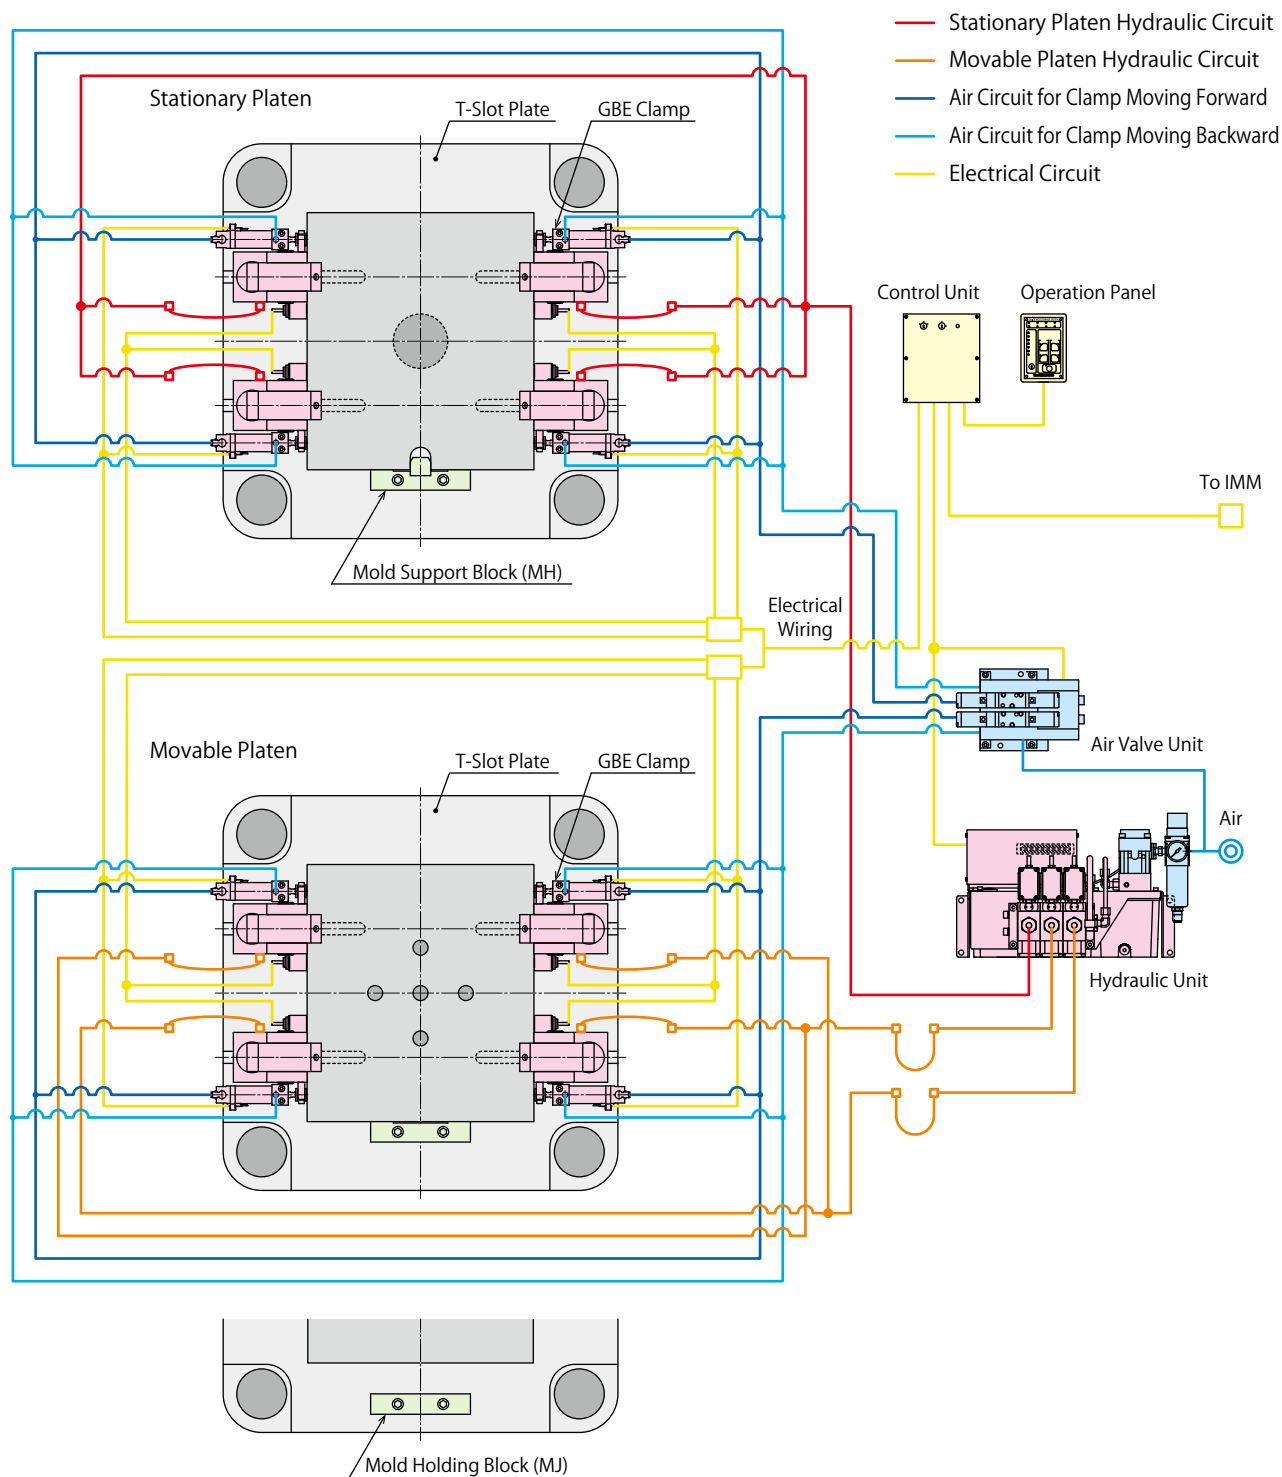 Stationary Platen Hydraulic Circuit
Movable Platen Hydraulic Circuit
Air Circuit for Clamp Moving Forward
Air Circuit for Clamp Moving Backward
Electrical Circuit
Stationary Platen
T-Slot Plate
GBE Clamp
Control Unit
Operation Panel
To IMM
Mold Support Block (MH)
Electrical
Wiring
Movable Platen
T-Slot Plate
GBE Clamp
Air Valve Unit
Air
Hydraulic Unit
Mold Holding Block (MJ)